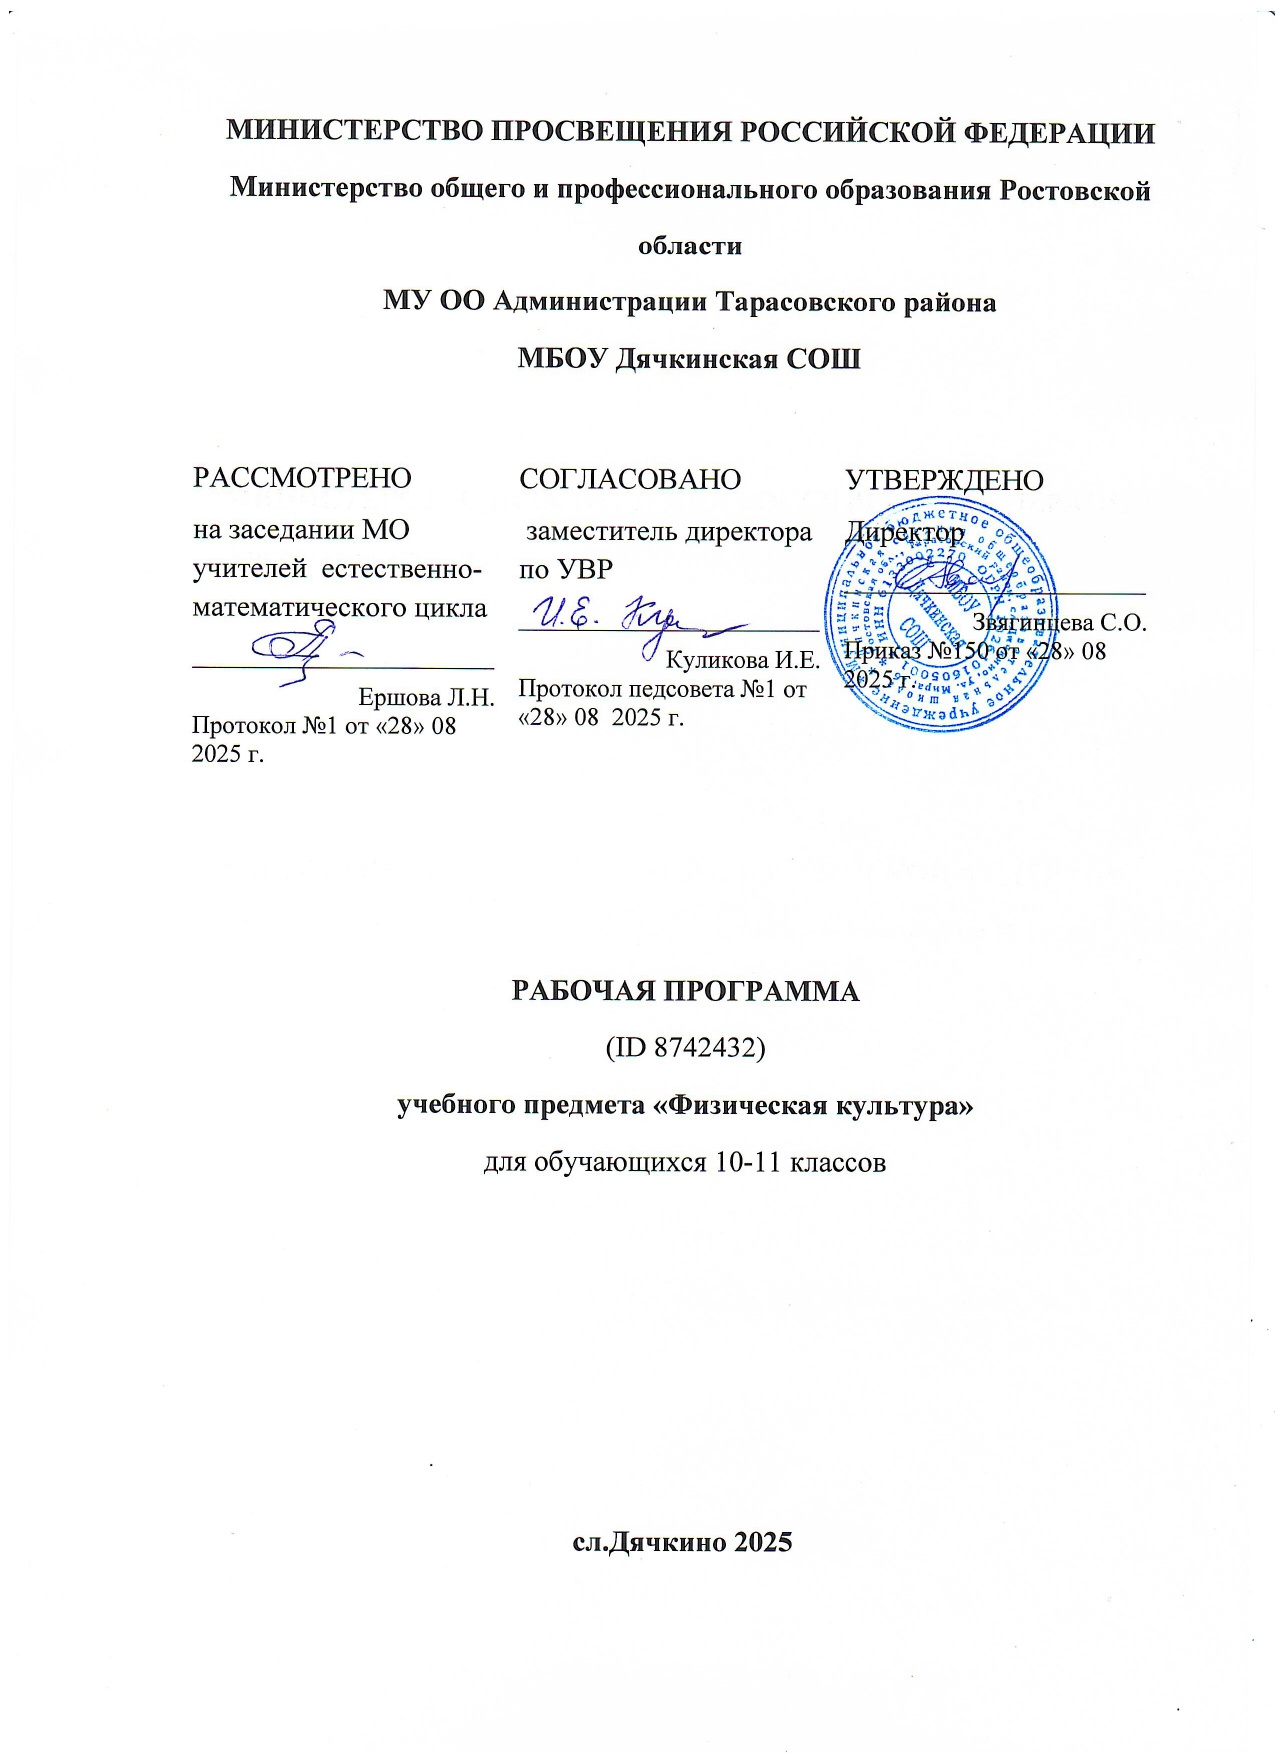 МИНИСТЕРСТВО ПРОСВЕЩЕНИЯ РОССИЙСКОЙ ФЕДЕРАЦИИ
Министерство общего и профессионального образования Ростовской
области
МУ ОО Администрации Тарасовского района
МБОУ Дячкинская СОШ
РАССМОТРЕНО
на заседании МО
учителей естественно-
математического цикла
Ершова Л.Н.
Протокол №1 от «28» 08
2025 г.
СОГЛАСОВАНО
заместитель директора
по УВР
И.Е.
Куликова И.Е.
Протокол педсовета №1 от
«28» 08 2025 г.
УТВЕРЖДЕНО
Директор
Звягинцева С.О.
Приказ №150 от «28» 08
2025 г.
МБОУ
СОШ
РАБОЧАЯ ПРОГРАММА
(ID 8742432)
учебного предмета «Физическая культура»
для обучающихся 10-11 классов
сл.Дячкино 2025